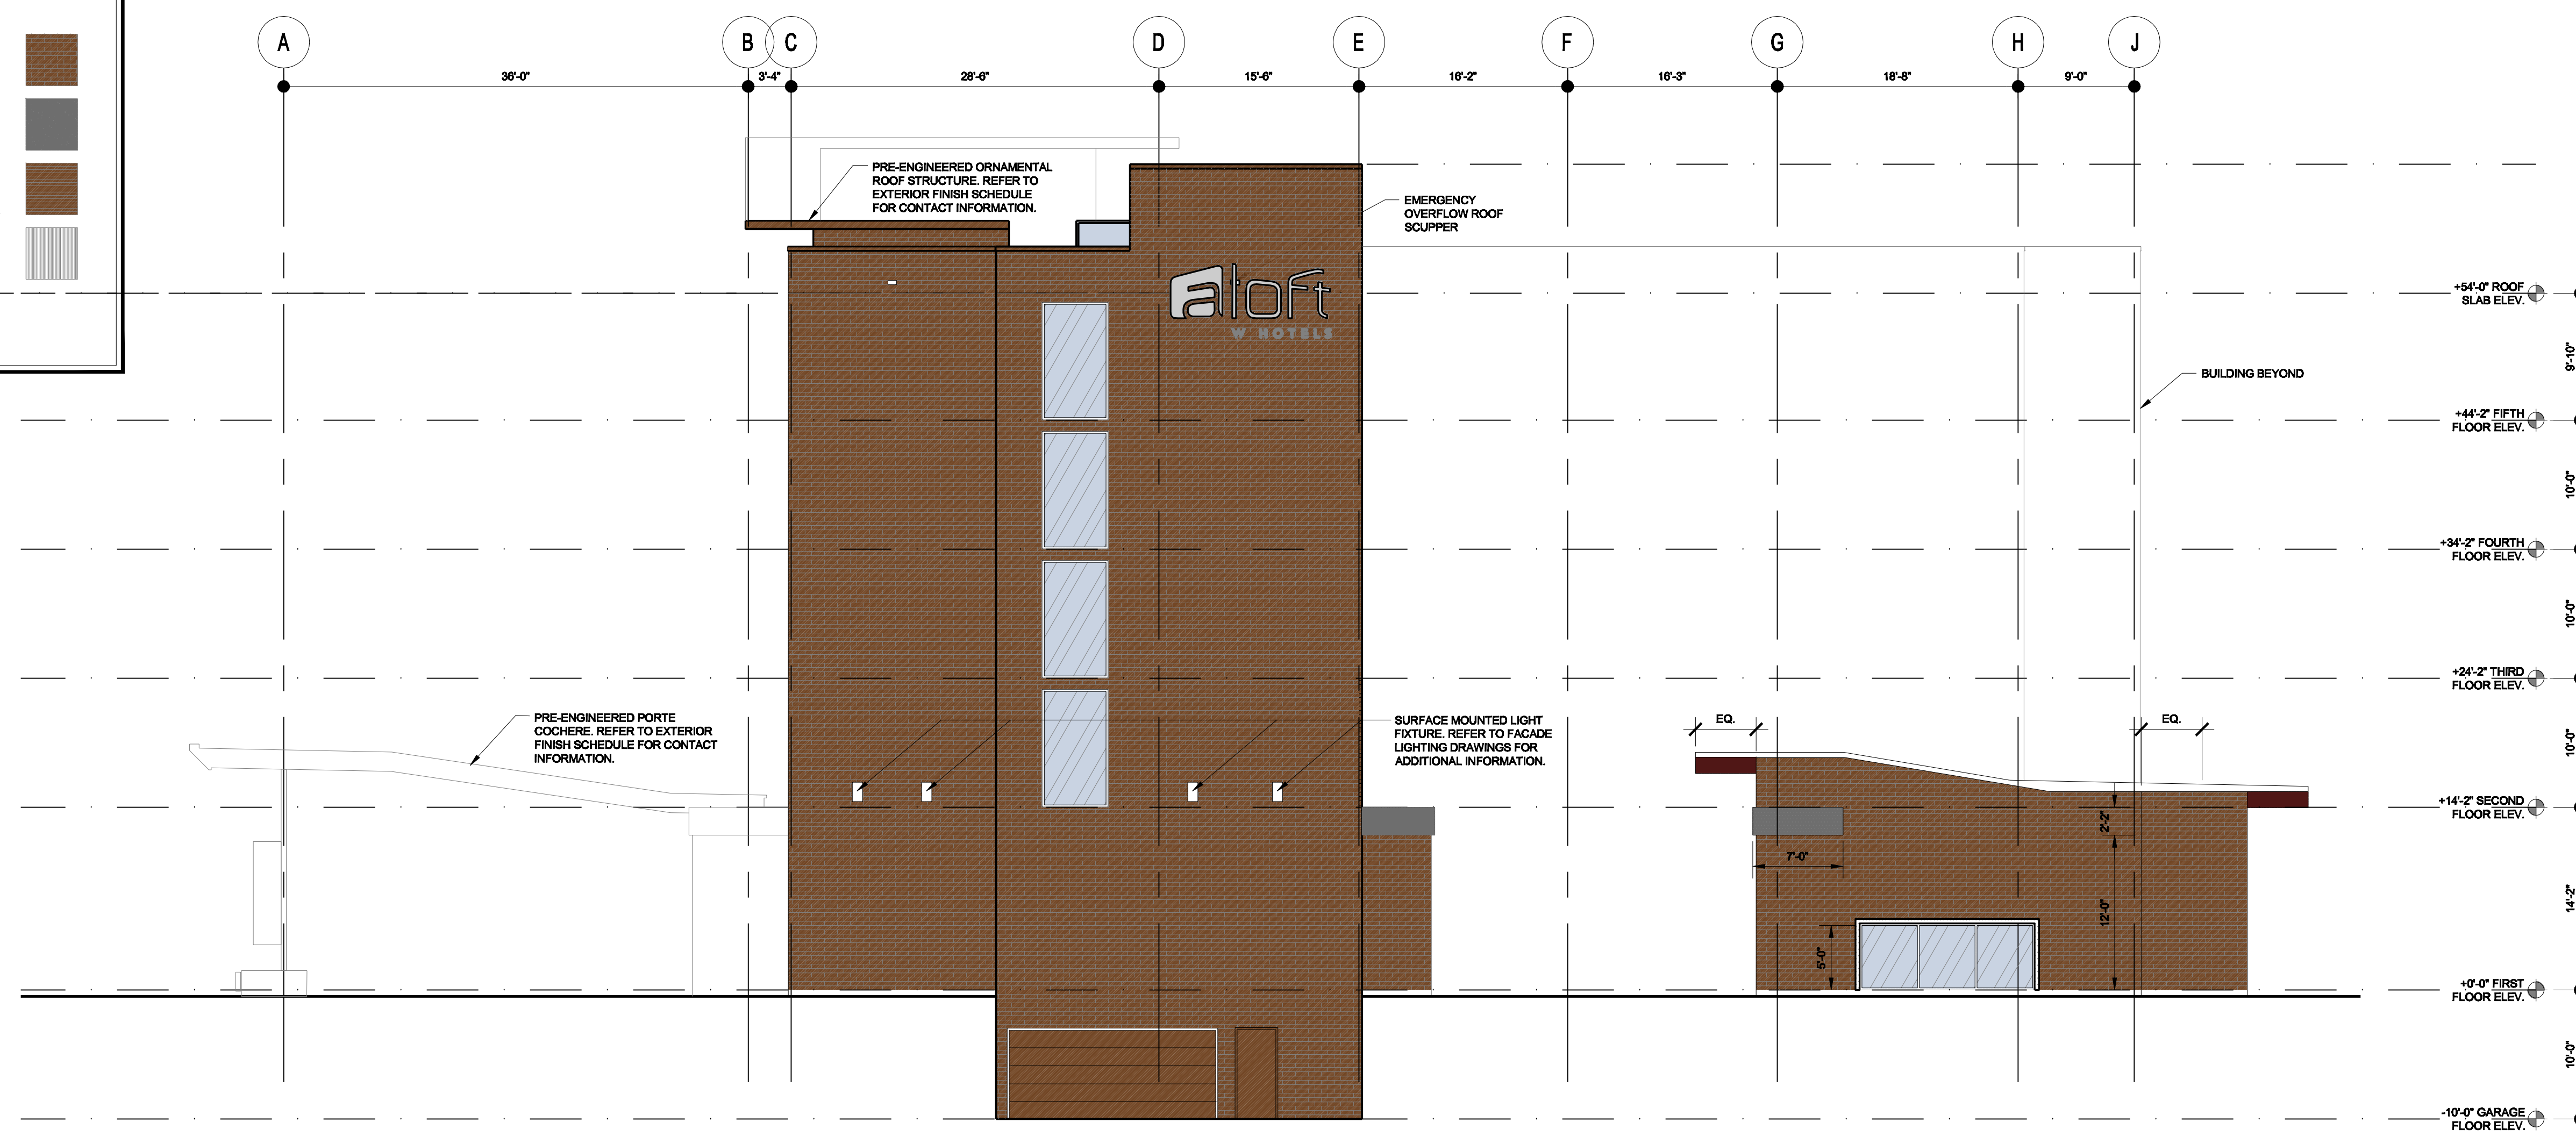 A B C D E F G H J
36'-0" 3'-4" 28'-6" 15'-6" 16'-2" 16'-3" 18'-8" 9'-0"
PRE-ENGINEERED ORNAMENTAL
ROOF STRUCTURE. REFER TO
EXTERIOR FINISH SCHEDULE
FOR CONTACT INFORMATION.
EMERGENCY
OVERFLOW ROOF
SCUPPER
aloft
W HOTELS
+54'-0" ROOF
SLAB ELEV.
9'-10"
BUILDING BEYOND
+44'-2" FIFTH
FLOOR ELEV.
10'-0"
+34'-2" FOURTH
FLOOR ELEV.
10'-0"
+24'-2" THIRD
FLOOR ELEV.
10'-0"
PRE-ENGINEERED PORTE
COCHERE. REFER TO EXTERIOR
FINISH SCHEDULE FOR CONTACT
INFORMATION.
SURFACE MOUNTED LIGHT
FIXTURE. REFER TO FACADE
LIGHTING DRAWINGS FOR
ADDITIONAL INFORMATION.
EQ. EQ.
+14'-2" SECOND
FLOOR ELEV.
2'-2"
7'-0"
12'-0"
14'-2"
5'-0"
+0'-0" FIRST
FLOOR ELEV.
10'-0"
-10'-0" GARAGE
FLOOR ELEV.